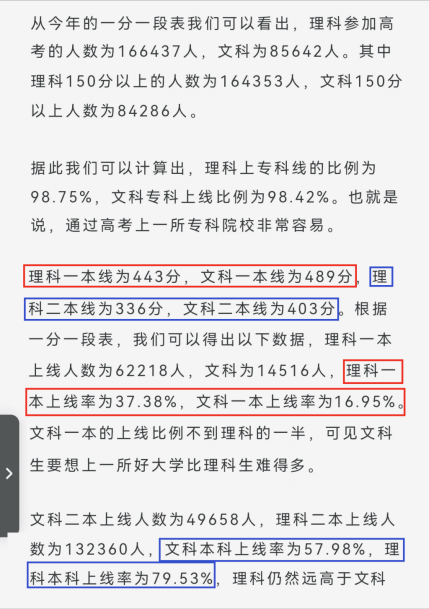 从今年的一分一段表我们可以看出，理科参加高
考的人数为166437人，文科为85642人。其中
理科150分以上的人数为164353人，文科150分
以上人数为84286人。
据此我们可以计算出，理科上专科线的比例为
98.75%，文科专科上线比例为98.42%。也就是
说，通过高考上一所专科院校非常容易。
理科一本线为443分，文科一本线为489分，理
科二本线为336分，文科二本线为403分。根据
一分一段表，我们可以得出以下数据，理科一本
上线人数为62218人，文科为14516人，理科一
本上线率为37.38%，文科一本上线率为16.95%。
文科一本的上线比例不到理科的一半，可见文科
生要想上一所好大学比理科生难得多。
文科二本上线人数为49658人，理科二本上线人
数为132360人，文科本科上线率为57.98%，理
科本科上线率为79.53%，理科仍然远高于文科